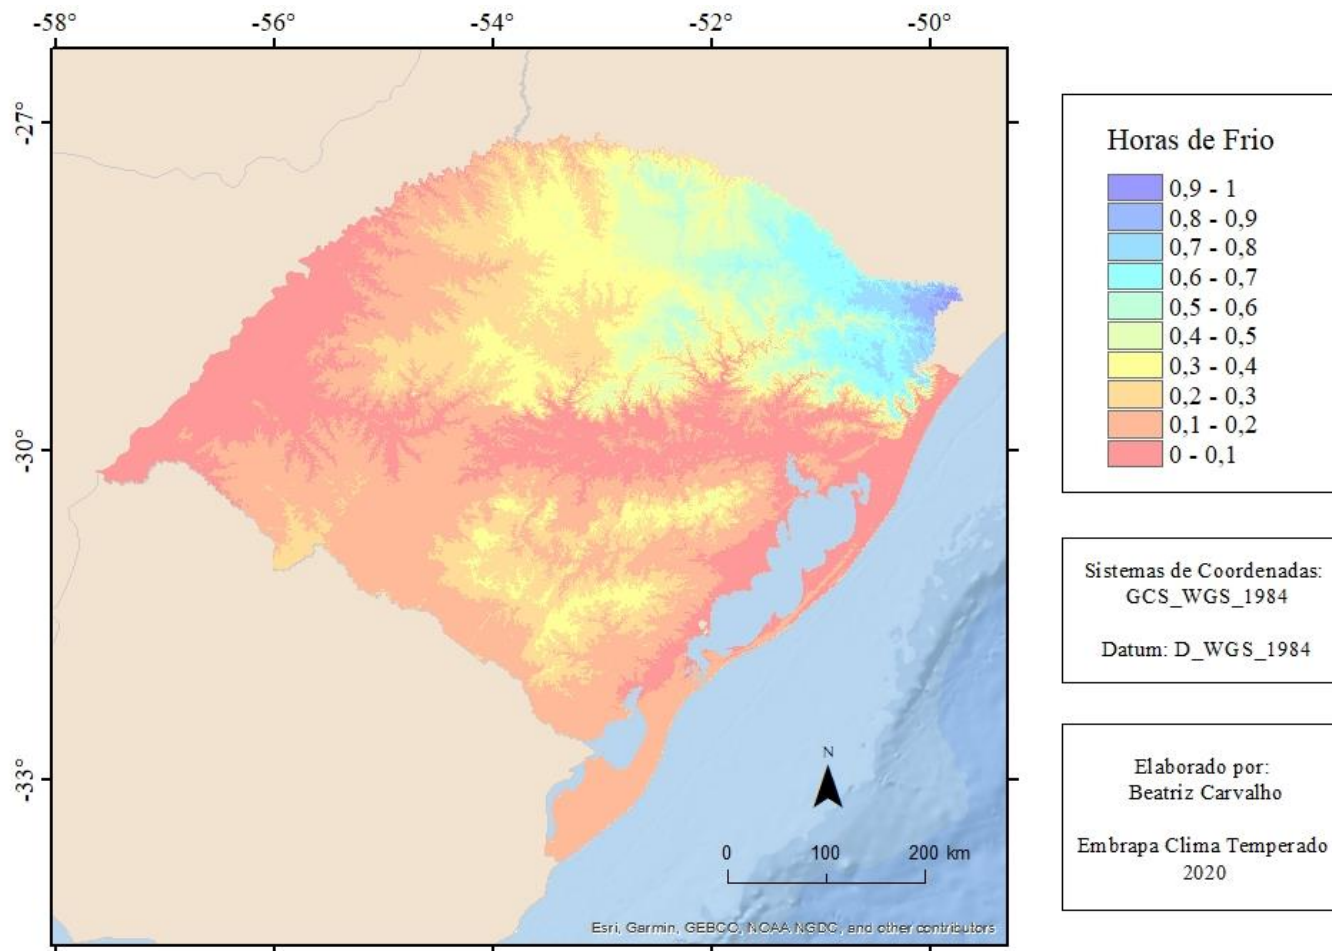 -58° -56° -54° -52° -50°
-27°
-30°
-33°
Horas de Frio
0,9 - 1
0,8 - 0,9
0,7 - 0,8
0,6 - 0,7
0,5 - 0,6
0,4 - 0,5
0,3 - 0,4
0,2 - 0,3
0,1 - 0,2
0 - 0,1
Sistemas de Coordenadas:
GCS_WGS_1984
Datum: D_WGS_1984
Elaborado por:
Beatriz Carvalho
Embrapa Clima Temperado
2020
N
0 100 200 km
Esri, Garmin, GEBCO, NOAA NGDC, and other contributors